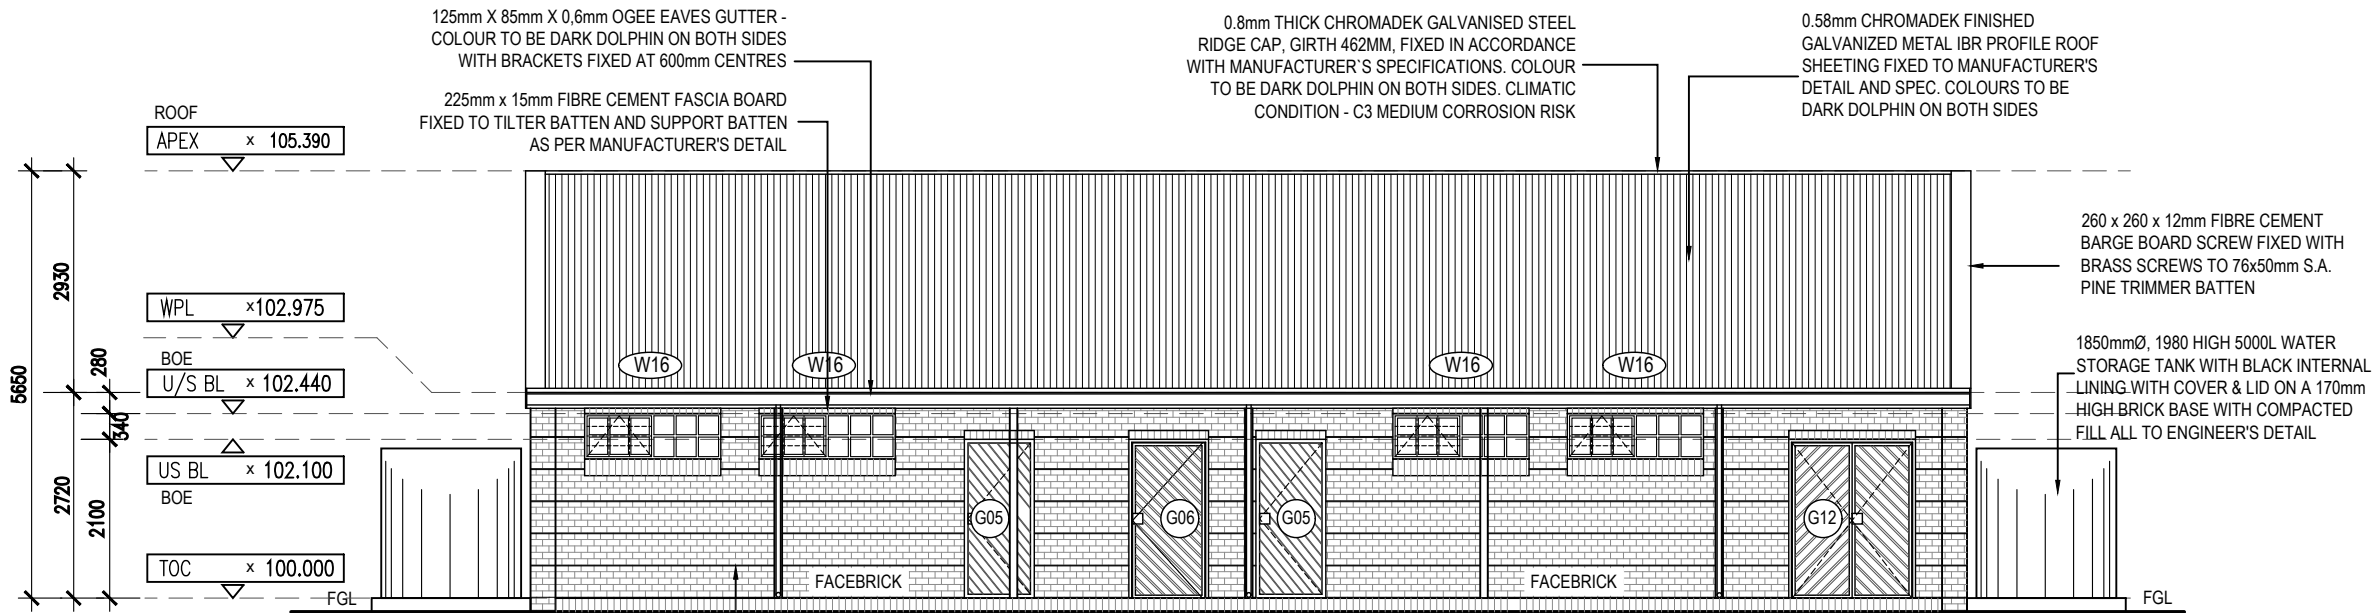 125mm X 85mm X 0,6mm OGEE EAVES GUTTER -
COLOUR TO BE DARK DOLPHIN ON BOTH SIDES
WITH BRACKETS FIXED AT 600mm CENTRES
225mm x 15mm FIBRE CEMENT FASCIA BOARD
FIXED TO TILTER BATTEN AND SUPPORT BATTEN
AS PER MANUFACTURER'S DETAIL
0.8mm THICK CHROMADEK GALVANISED STEEL
RIDGE CAP, GIRTH 462MM, FIXED IN ACCORDANCE
WITH MANUFACTURER`S SPECIFICATIONS. COLOUR
TO BE DARK DOLPHIN ON BOTH SIDES. CLIMATIC
CONDITION - C3 MEDIUM CORROSION RISK
0.58mm CHROMADEK FINISHED
GALVANIZED METAL IBR PROFILE ROOF
SHEETING FIXED TO MANUFACTURER'S
DETAIL AND SPEC. COLOURS TO BE
DARK DOLPHIN ON BOTH SIDES
ROOF
APEX x 105.390
WPL x102.975
BOE
U/S BL x 102.440
US BL x 102.100
BOE
TOC x 100.000
5650
2930
280
340
2720
2100
260 x 260 x 12mm FIBRE CEMENT
BARGE BOARD SCREW FIXED WITH
BRASS SCREWS TO 76x50mm S.A.
PINE TRIMMER BATTEN
1850mmØ, 1980 HIGH 5000L WATER
STORAGE TANK WITH BLACK INTERNAL
LINING WITH COVER & LID ON A 170mm
HIGH BRICK BASE WITH COMPACTED
FILL ALL TO ENGINEER'S DETAIL
W16 W16 W16 W16
G05 G06 G05 G12
FACEBRICK FACEBRICK
FGL FGL